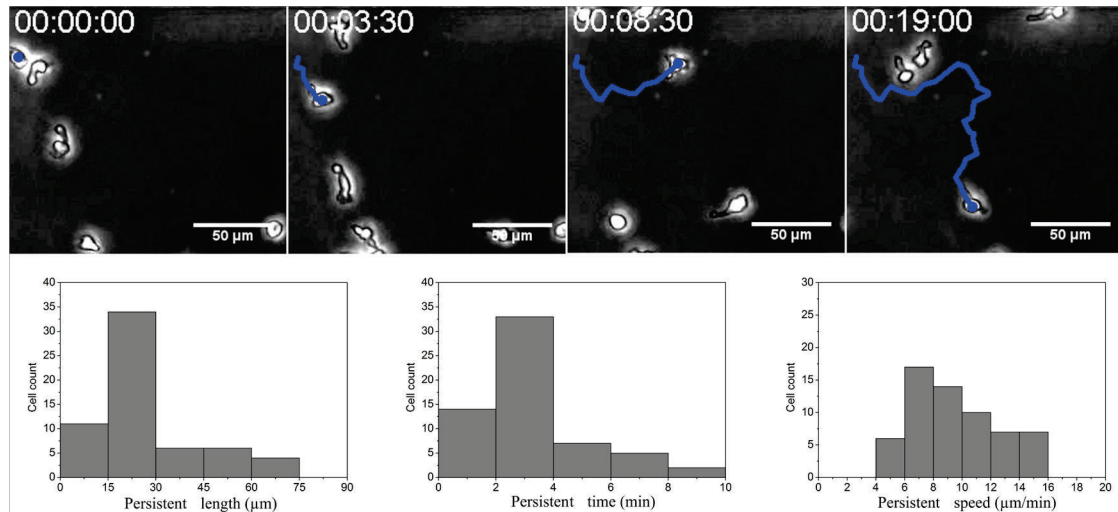 00:00:00
00:03:30
00:08:30
00:19:00
50 µm
50 µm
50 µm
50 µm
40
35
30
25
20
15
10
5
0
Cell count
0 15 30 45 60 75 90
Persistent length (µm)
40
35
30
25
20
15
10
5
0
Cell count
0 2 4 6 8 10
Persistent time (min)
30
25
20
15
10
5
0
Cell count
0 2 4 6 8 10 12 14 16 20
Persistent speed (µm/min)